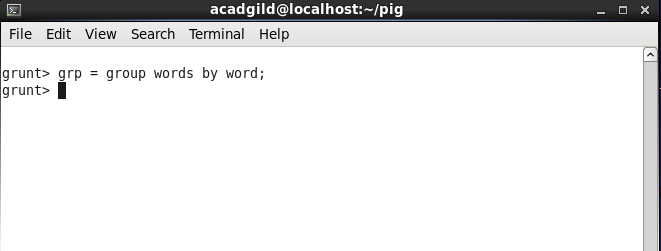 acadgild@localhost:~/pig
File Edit View Search Terminal Help
grunt> grp = group words by word;
grunt>